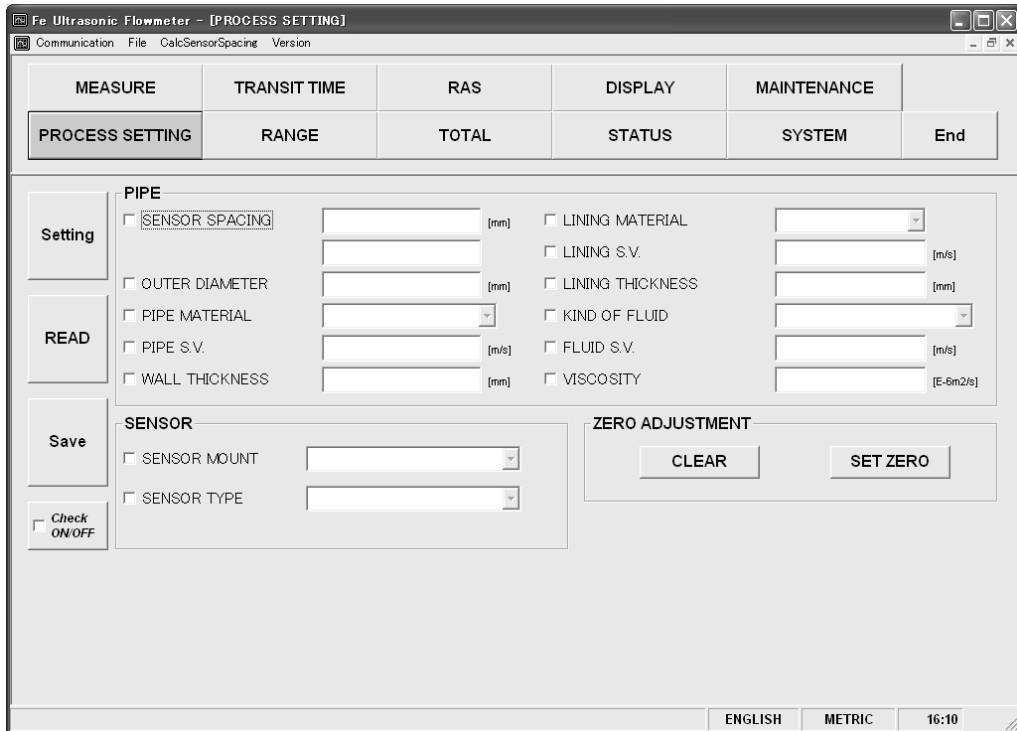 Fe Ultrasonic Flowmeter - [PROCESS SETTING]
Communication File CalcSensorSpacing Version
MEASURE TRANSIT TIME RAS DISPLAY MAINTENANCE
PROCESS SETTING RANGE TOTAL STATUS SYSTEM End
Setting
READ
Save
Check
ON/OFF
PIPE
SENSOR SPACING [mm] LINING MATERIAL
LINING S.V. [m/s]
OUTER DIAMETER [mm] LINING THICKNESS [mm]
PIPE MATERIAL KIND OF FLUID
PIPE S.V. [m/s] FLUID S.V. [m/s]
WALL THICKNESS [mm] VISCOSITY [E-6m2/s]
SENSOR
SENSOR MOUNT
SENSOR TYPE
ZERO ADJUSTMENT
CLEAR SET ZERO
ENGLISH METRIC 16:10